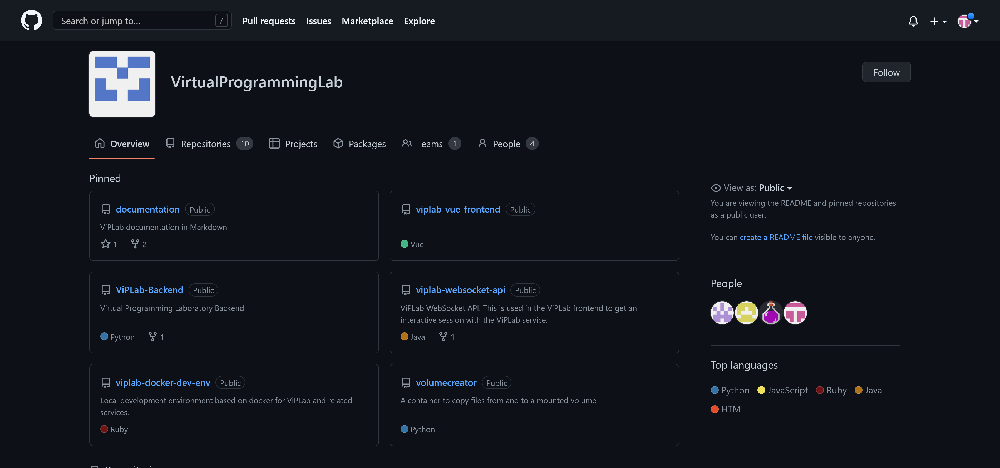 Search or jump to... /
Pull requests Issues Marketplace Explore
VirtualProgrammingLab
Follow
Overview Repositories 10 Projects Packages Teams 1 People 4
Pinned
documentation Public
ViPLab documentation in Markdown
1 2
viplab-vue-frontend Public
Vue
ViPLab-Backend Public
Virtual Programming Laboratory Backend
Python 1
viplab-websocket-api Public
ViPLab WebSocket API. This is used in the ViPLab frontend to get an
interactive session with the ViPLab service.
Java 1
viplab-docker-dev-env Public
Local development environment based on docker for ViPLab and related
services.
Ruby
volumecreator Public
A container to copy files from and to a mounted volume
Python
View as: Public
You are viewing the README and pinned repositories
as a public user.
You can create a README file visible to anyone.
People
Top languages
Python JavaScript Ruby Java
HTML